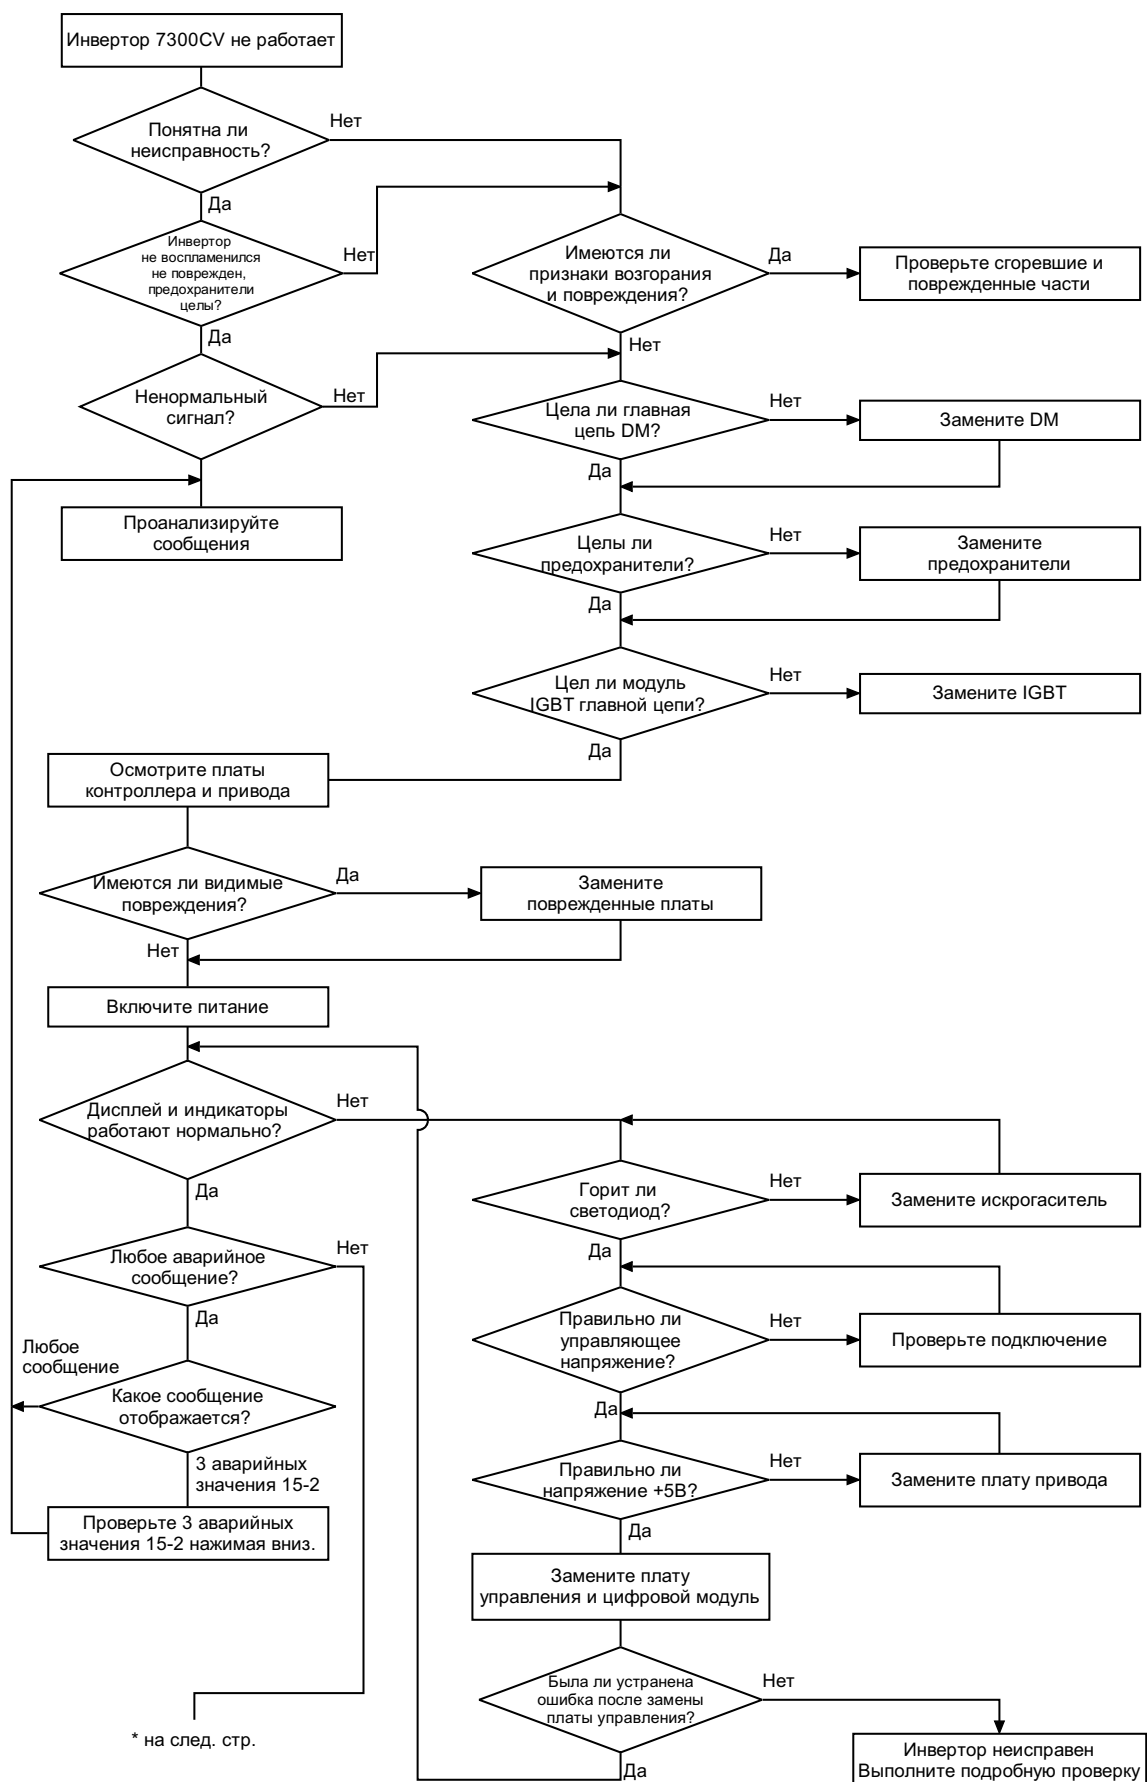 Инвертор 7300CV не работает
Понятна ли
неисправность?
Нет
Да
Инвертор
не воспламенился
не поврежден,
предохранители
целы?
Нет
Да
Ненормальный
сигнал?
Нет
Проанализируйте
сообщения
Имеются ли
признаки возгорания
и повреждения?
Да
Проверьте сгоревшие и
поврежденные части
Нет
Цела ли главная
цепь DM?
Нет
Замените DM
Да
Целы ли
предохранители?
Нет
Замените
предохранители
Да
Цел ли модуль
IGBT главной цепи?
Нет
Замените IGBT
Да
Осмотрите платы
контроллера и привода
Имеются ли видимые
повреждения?
Да
Замените
поврежденные платы
Нет
Включите питание
Дисплей и индикаторы
работают нормально?
Нет
Да
Горит ли
светодиод?
Нет
Замените искрогаситель
Да
Любое аварийное
сообщение?
Нет
Да
Правильно ли
управляющее
напряжение?
Нет
Проверьте подключение
Да
Любое
сообщение
Какое сообщение
отображается?
3 аварийных
значения 15-2
Проверьте 3 аварийных
значения 15-2 нажимая вниз.
Правильно ли
напряжение +5В?
Нет
Замените плату привода
Да
Замените плату
управления и цифровой модуль
Была ли устранена
ошибка после замены
платы управления?
Нет
Да
* на след. стр.
Инвертор неисправен
Выполните подробную проверку